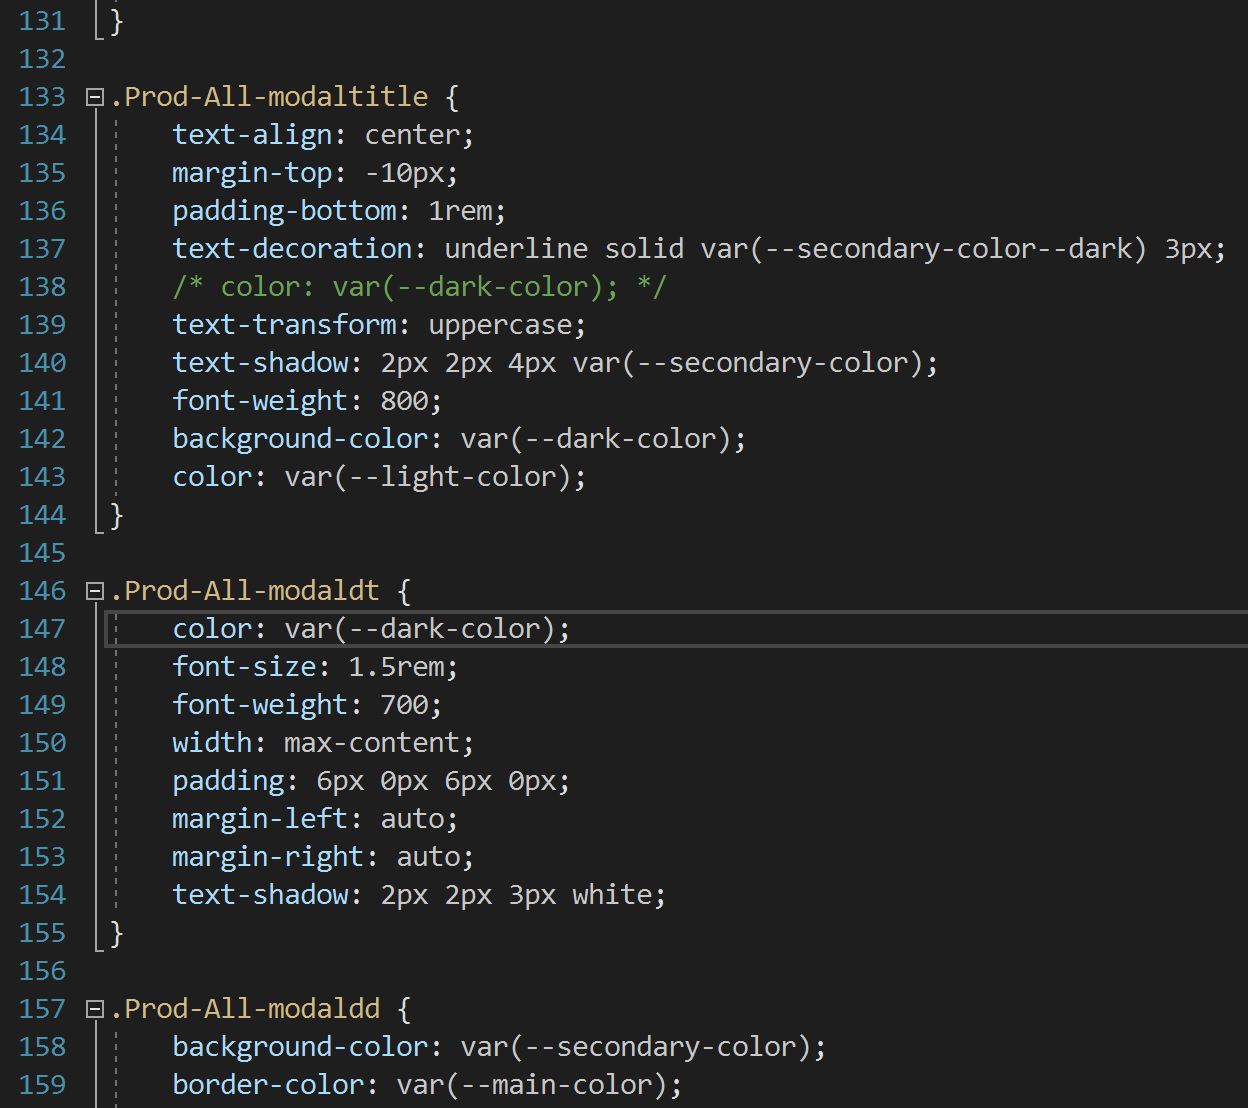 131 }
132
133 .Prod-All-modaltitle {
134 text-align: center;
135 margin-top: -10px;
136 padding-bottom: 1rem;
137 text-decoration: underline solid var(--secondary-color--dark) 3px;
138 /* color: var(--dark-color); */
139 text-transform: uppercase;
140 text-shadow: 2px 2px 4px var(--secondary-color);
141 font-weight: 800;
142 background-color: var(--dark-color);
143 color: var(--light-color);
144 }
145
146 .Prod-All-modaldt {
147 color: var(--dark-color);
148 font-size: 1.5rem;
149 font-weight: 700;
150 width: max-content;
151 padding: 6px 0px 6px 0px;
152 margin-left: auto;
153 margin-right: auto;
154 text-shadow: 2px 2px 3px white;
155 }
156
157 .Prod-All-modaldd {
158 background-color: var(--secondary-color);
159 border-color: var(--main-color);